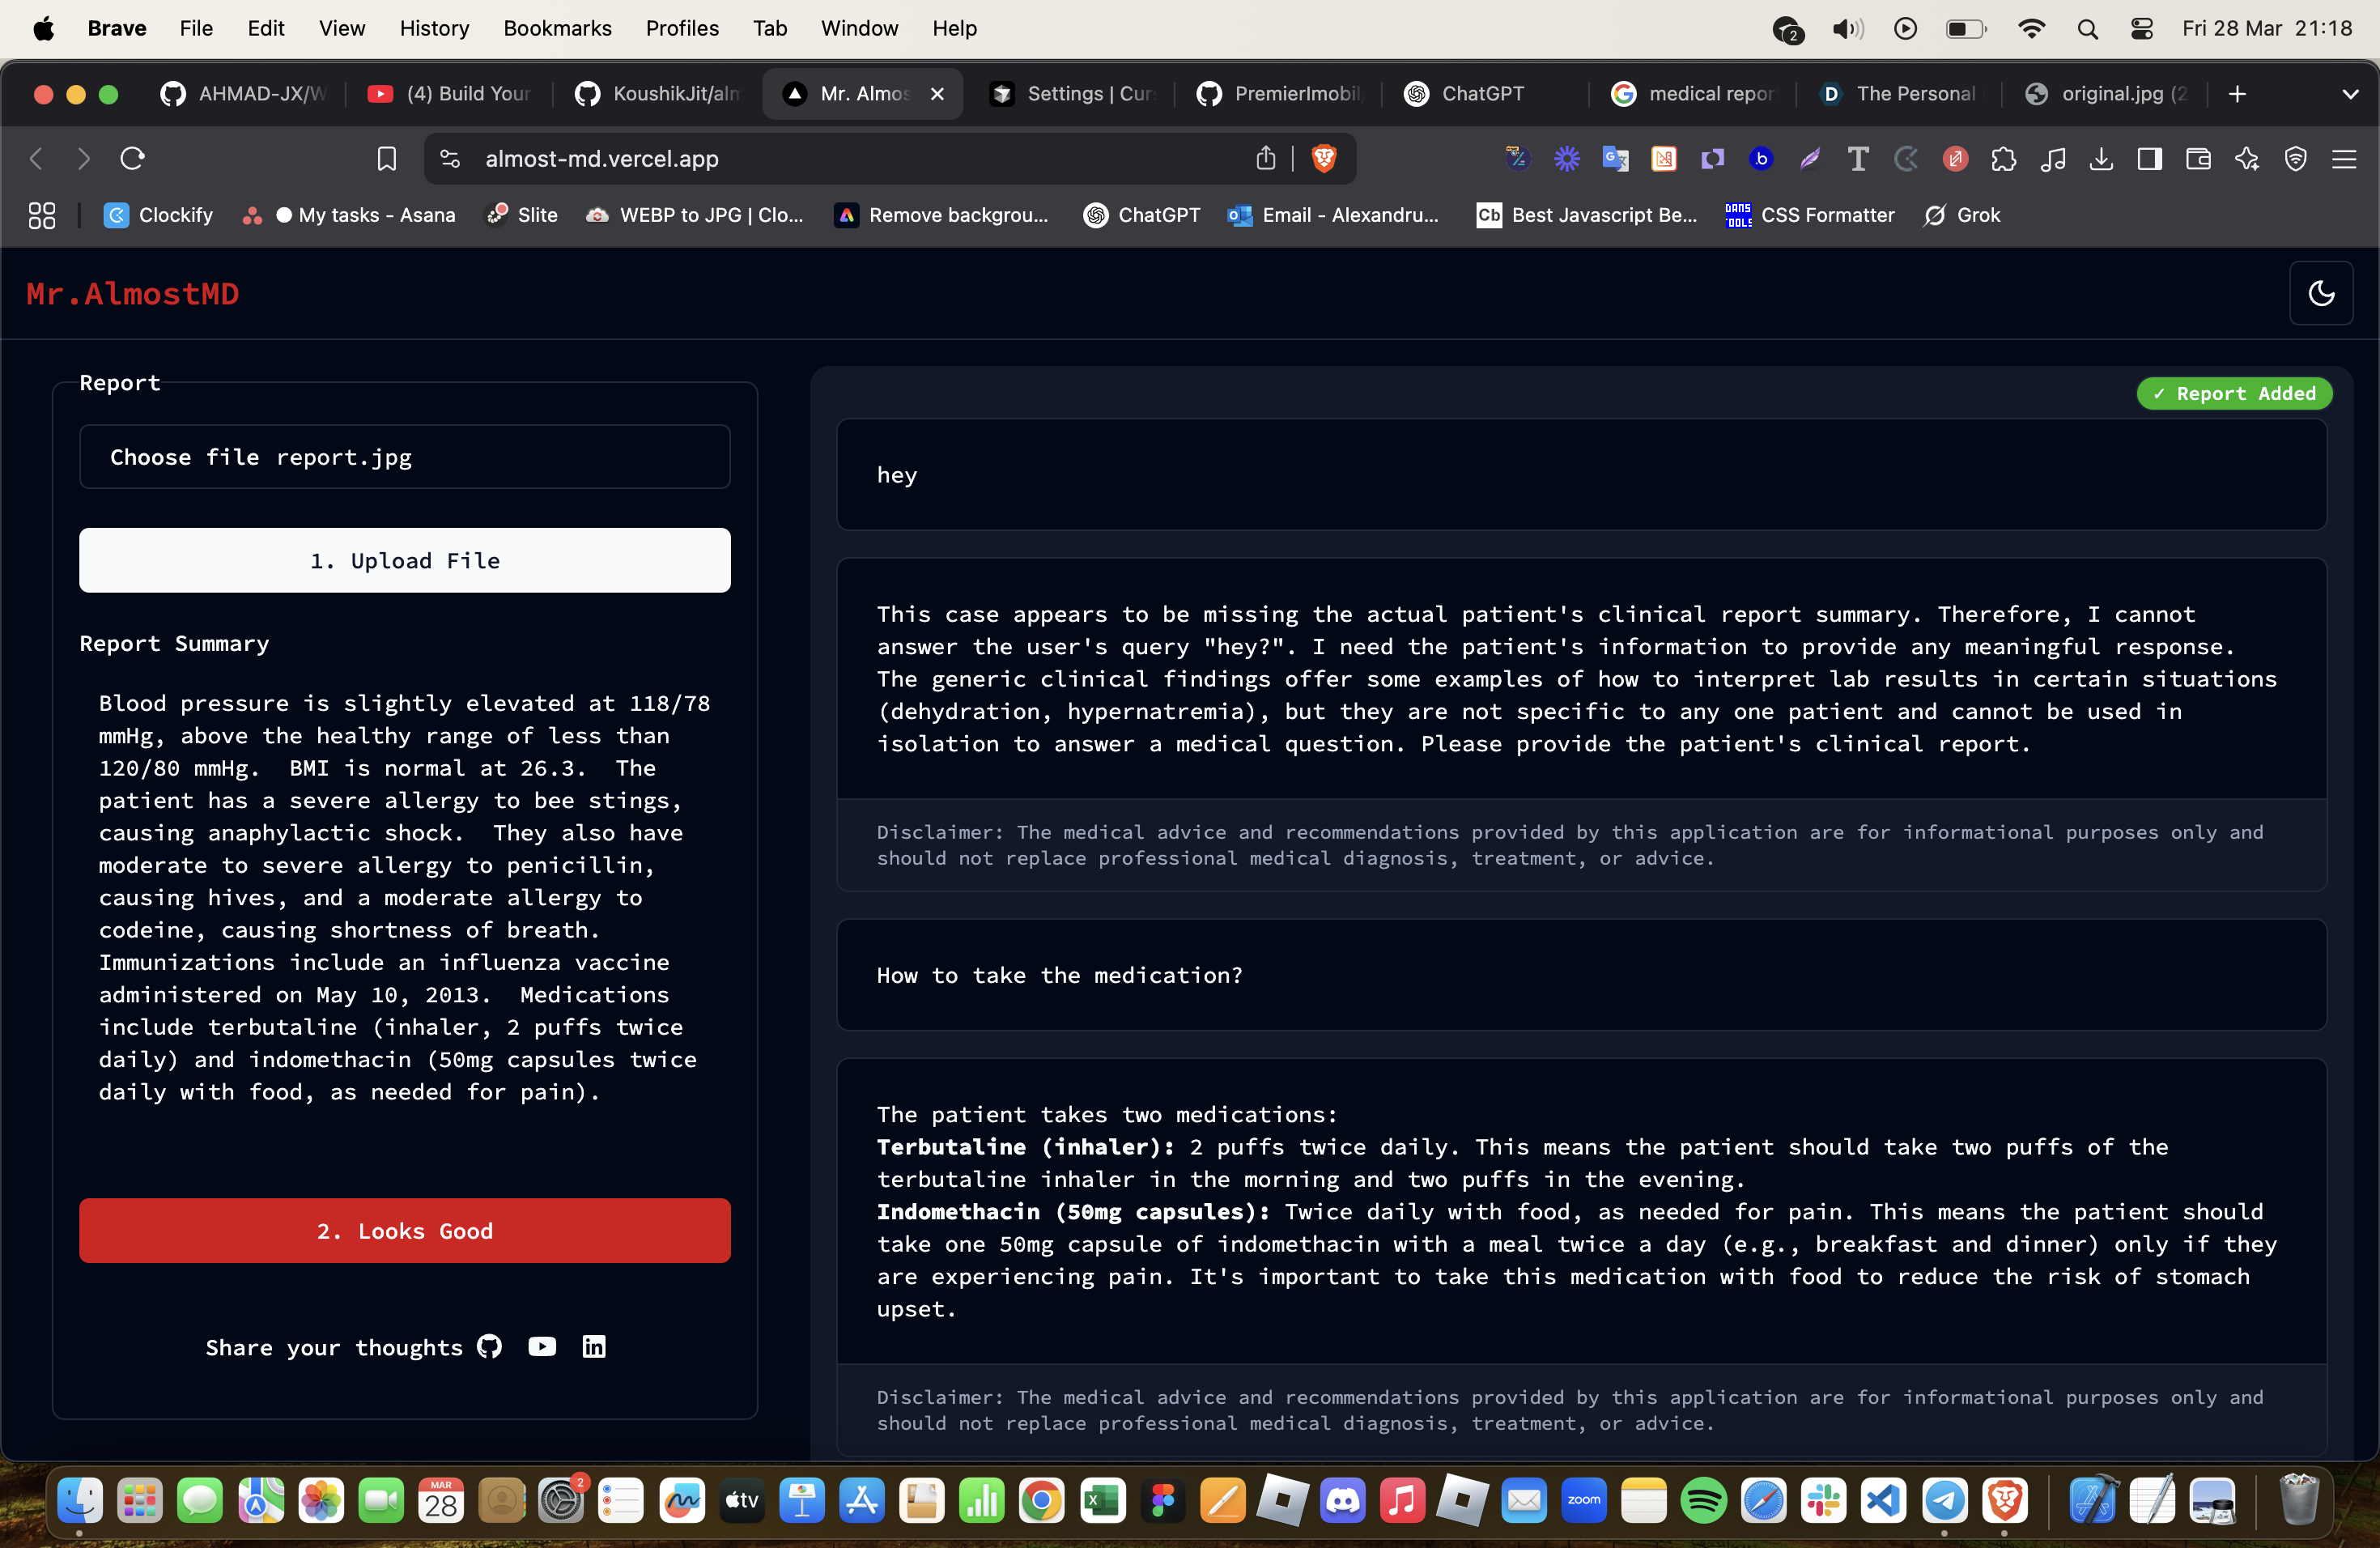 Brave File Edit View History Bookmarks Profiles Tab Window Help
2
Fri 28 Mar 21:18
AHMAD-JX/W
(4) Build Your
KoushikJit/alm
Mr. Almos
Settings | Cur
PremierImobil
ChatGPT
medical repor
The Personal
original.jpg (2
almost-md.vercel.app
Clockify
My tasks - Asana
Slite
WEBP to JPG | Clo...
Remove backgrou...
ChatGPT
Email - Alexandru...
Cb Best Javascript Be...
DANS TOOLS CSS Formatter
Grok
Mr.AlmostMD
Report
Choose file report.jpg
1. Upload File
Report Summary
Blood pressure is slightly elevated at 118/78
mmHg, above the healthy range of less than
120/80 mmHg. BMI is normal at 26.3. The
patient has a severe allergy to bee stings,
causing anaphylactic shock. They also have
moderate to severe allergy to penicillin,
causing hives, and a moderate allergy to
codeine, causing shortness of breath.
Immunizations include an influenza vaccine
administered on May 10, 2013. Medications
include terbutaline (inhaler, 2 puffs twice
daily) and indomethacin (50mg capsules twice
daily with food, as needed for pain).
2. Looks Good
Share your thoughts
✓ Report Added
hey
This case appears to be missing the actual patient's clinical report summary. Therefore, I cannot
answer the user's query "hey?". I need the patient's information to provide any meaningful response.
The generic clinical findings offer some examples of how to interpret lab results in certain situations
(dehydration, hypernatremia), but they are not specific to any one patient and cannot be used in
isolation to answer a medical question. Please provide the patient's clinical report.
Disclaimer: The medical advice and recommendations provided by this application are for informational purposes only and
should not replace professional medical diagnosis, treatment, or advice.
How to take the medication?
The patient takes two medications:
Terbutaline (inhaler): 2 puffs twice daily. This means the patient should take two puffs of the
terbutaline inhaler in the morning and two puffs in the evening.
Indomethacin (50mg capsules): Twice daily with food, as needed for pain. This means the patient should
take one 50mg capsule of indomethacin with a meal twice a day (e.g., breakfast and dinner) only if they
are experiencing pain. It's important to take this medication with food to reduce the risk of stomach
upset.
Disclaimer: The medical advice and recommendations provided by this application are for informational purposes only and
should not replace professional medical diagnosis, treatment, or advice.
MAR
28
2
tv
zoom